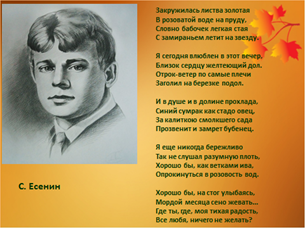 Закружилась листва золотая
В розоватой воде на пруду,
Словно бабочек легкая стая
С замираньем летит на звезду.
Я сегодня влюблен в этот вечер,
Близок сердцу желтеющий дол.
Отрок-ветер по самые плечи
Заголил на березке подол.
И в душе и в долине прохлада,
Синий сумрак как стадо овец,
За калиткою смолкшего сада
Прозвенит и замрет бубенец.
Я еще никогда бережливо
Так не слушал разумную плоть,
Хорошо бы, как ветками ива,
Опрокинуться в розовость вод.
Хорошо бы, на стог улыбаясь,
Мордой месяца сено жевать...
Где ты, где, моя тихая радость,
Все любя, ничего не желать?
С. Есенин